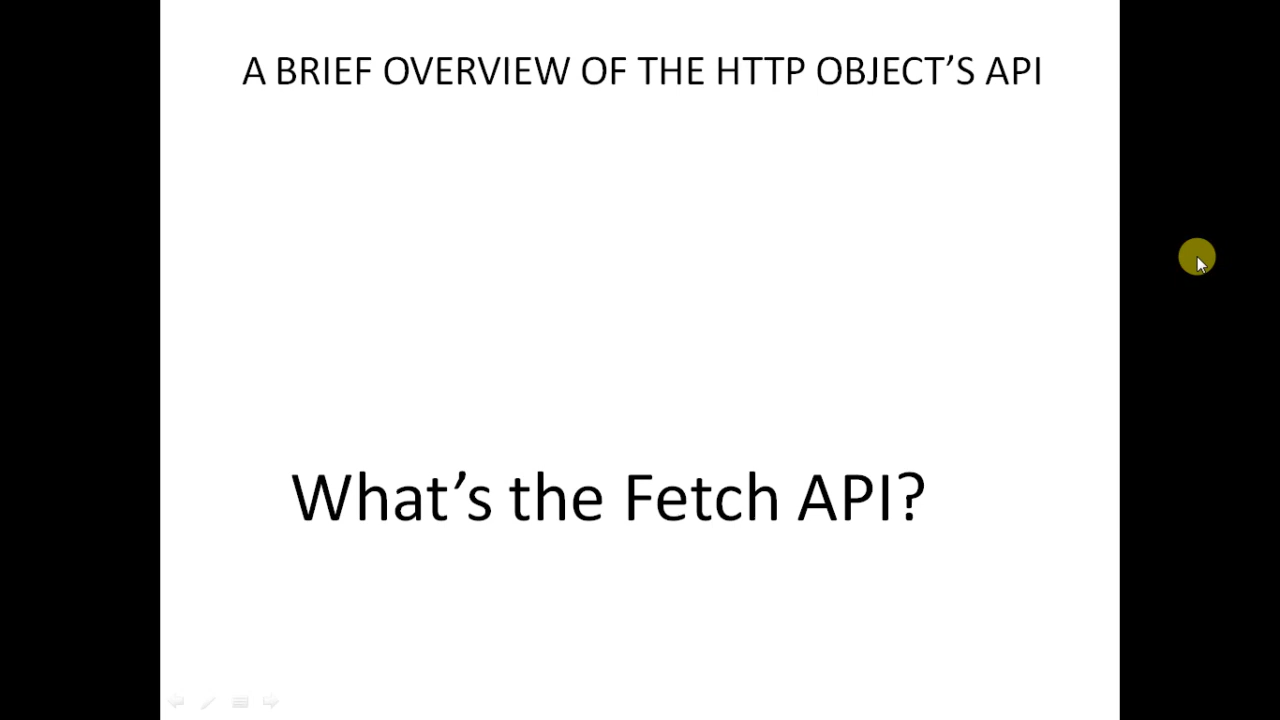 A BRIEF OVERVIEW OF THE HTTP OBJECT’S API
What’s the Fetch API?